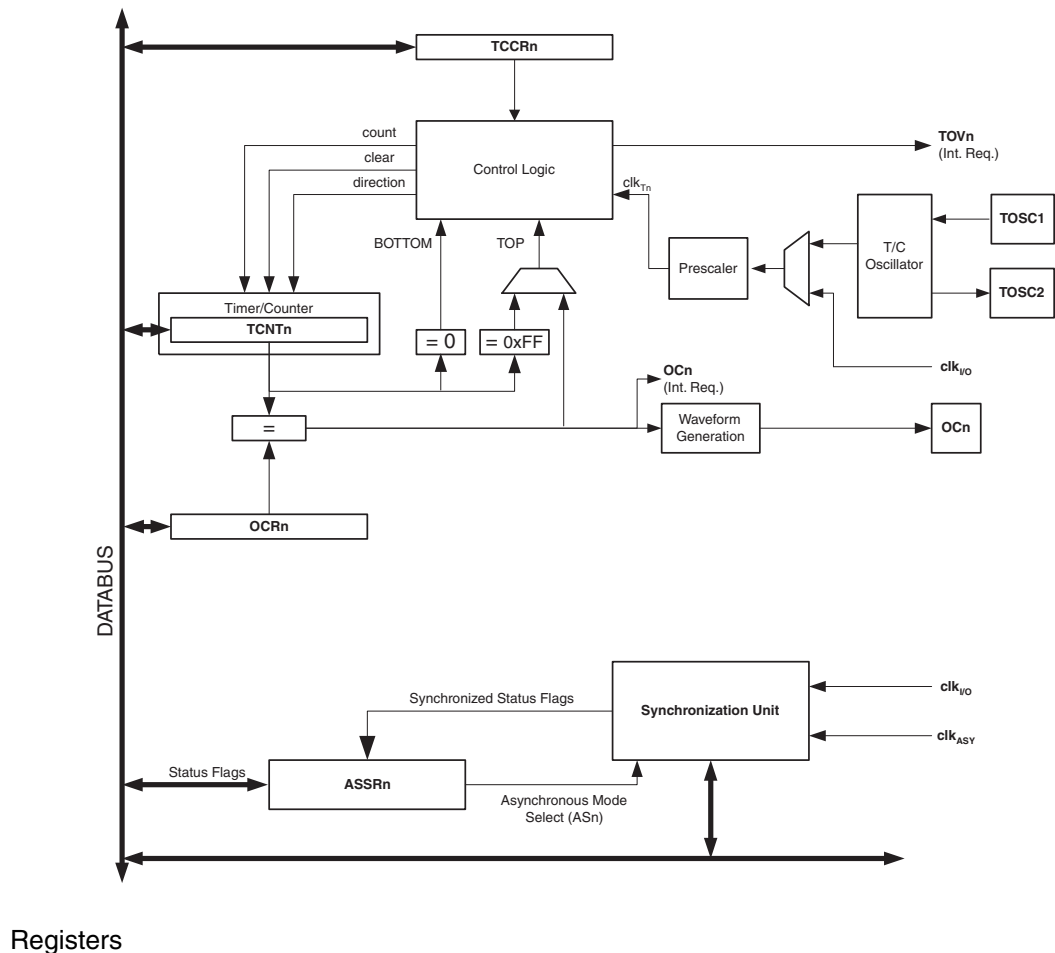 TCCRn
count
clear
direction
Control Logic
TOVn
(Int. Req.)
clkTn
BOTTOM
TOP
TOSC1
T/C
Oscillator
Prescaler
TOSC2
Timer/Counter
TCNTn
= 0
= 0xFF
clkI/O
OCn
(Int. Req.)
=
Waveform
Generation
OCn
OCRn
DATABUS
Synchronized Status Flags
Synchronization Unit
clkI/O
clkASY
Status Flags
ASSRn
Asynchronous Mode
Select (ASn)
Registers